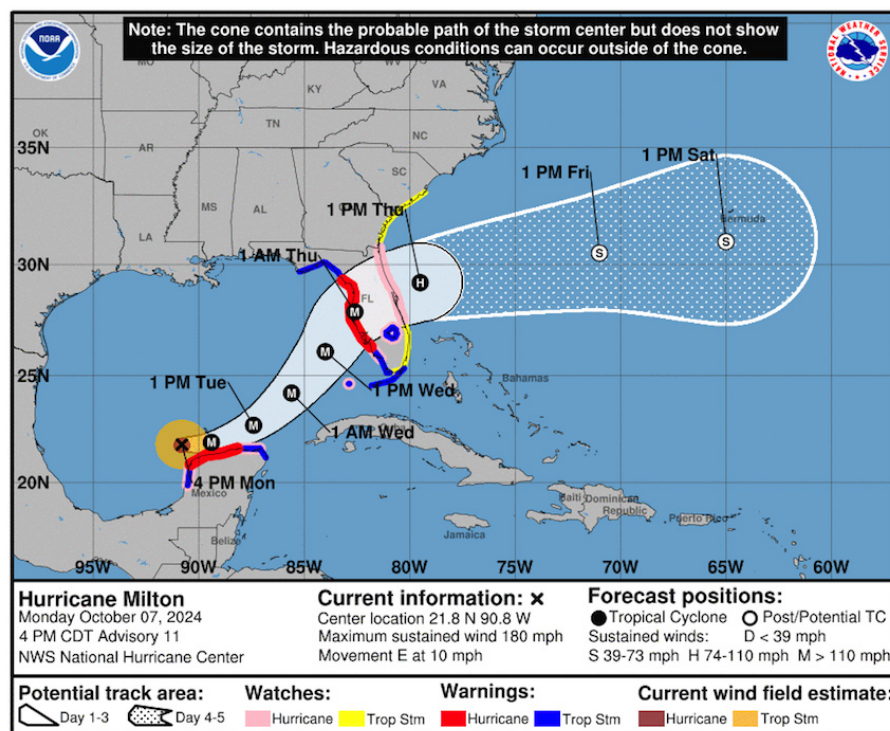 Note: The cone contains the probable path of the storm center but does not show
the size of the storm. Hazardous conditions can occur outside of the cone.
NOAA
NATIONAL WEATHER SERVICE
MO
KY
VA
OK
TN
NC
AR
35N
SC
1 PM Fri
1 PM Sat
MS
AL
1 PM Thu
Bermuda
LA
S
S
1 AM Thu
30N
H
FL
M
M
1 PM Tue
25N
M
1 PM Wed
Bahamas
M
1 AM Wed
Cuba
M
20N
4 PM Mon
Mexico
Haiti
Dominican
Republic
Puerto Rico
Jamaica
Belize
95W
90W
85W
80W
75W
70W
65W
60W
Hurricane Milton
Monday October 07, 2024
4 PM CDT Advisory 11
NWS National Hurricane Center
Current information: ×
Center location 21.8 N 90.8 W
Maximum sustained wind 180 mph
Movement E at 10 mph
Forecast positions:
Tropical Cyclone Post/Potential TC
Sustained winds: D < 39 mph
S 39-73 mph H 74-110 mph M > 110 mph
Potential track area:
Day 1-3 Day 4-5
Watches:
Hurricane Trop Stm
Warnings:
Hurricane Trop Stm
Current wind field estimate:
Hurricane Trop Stm